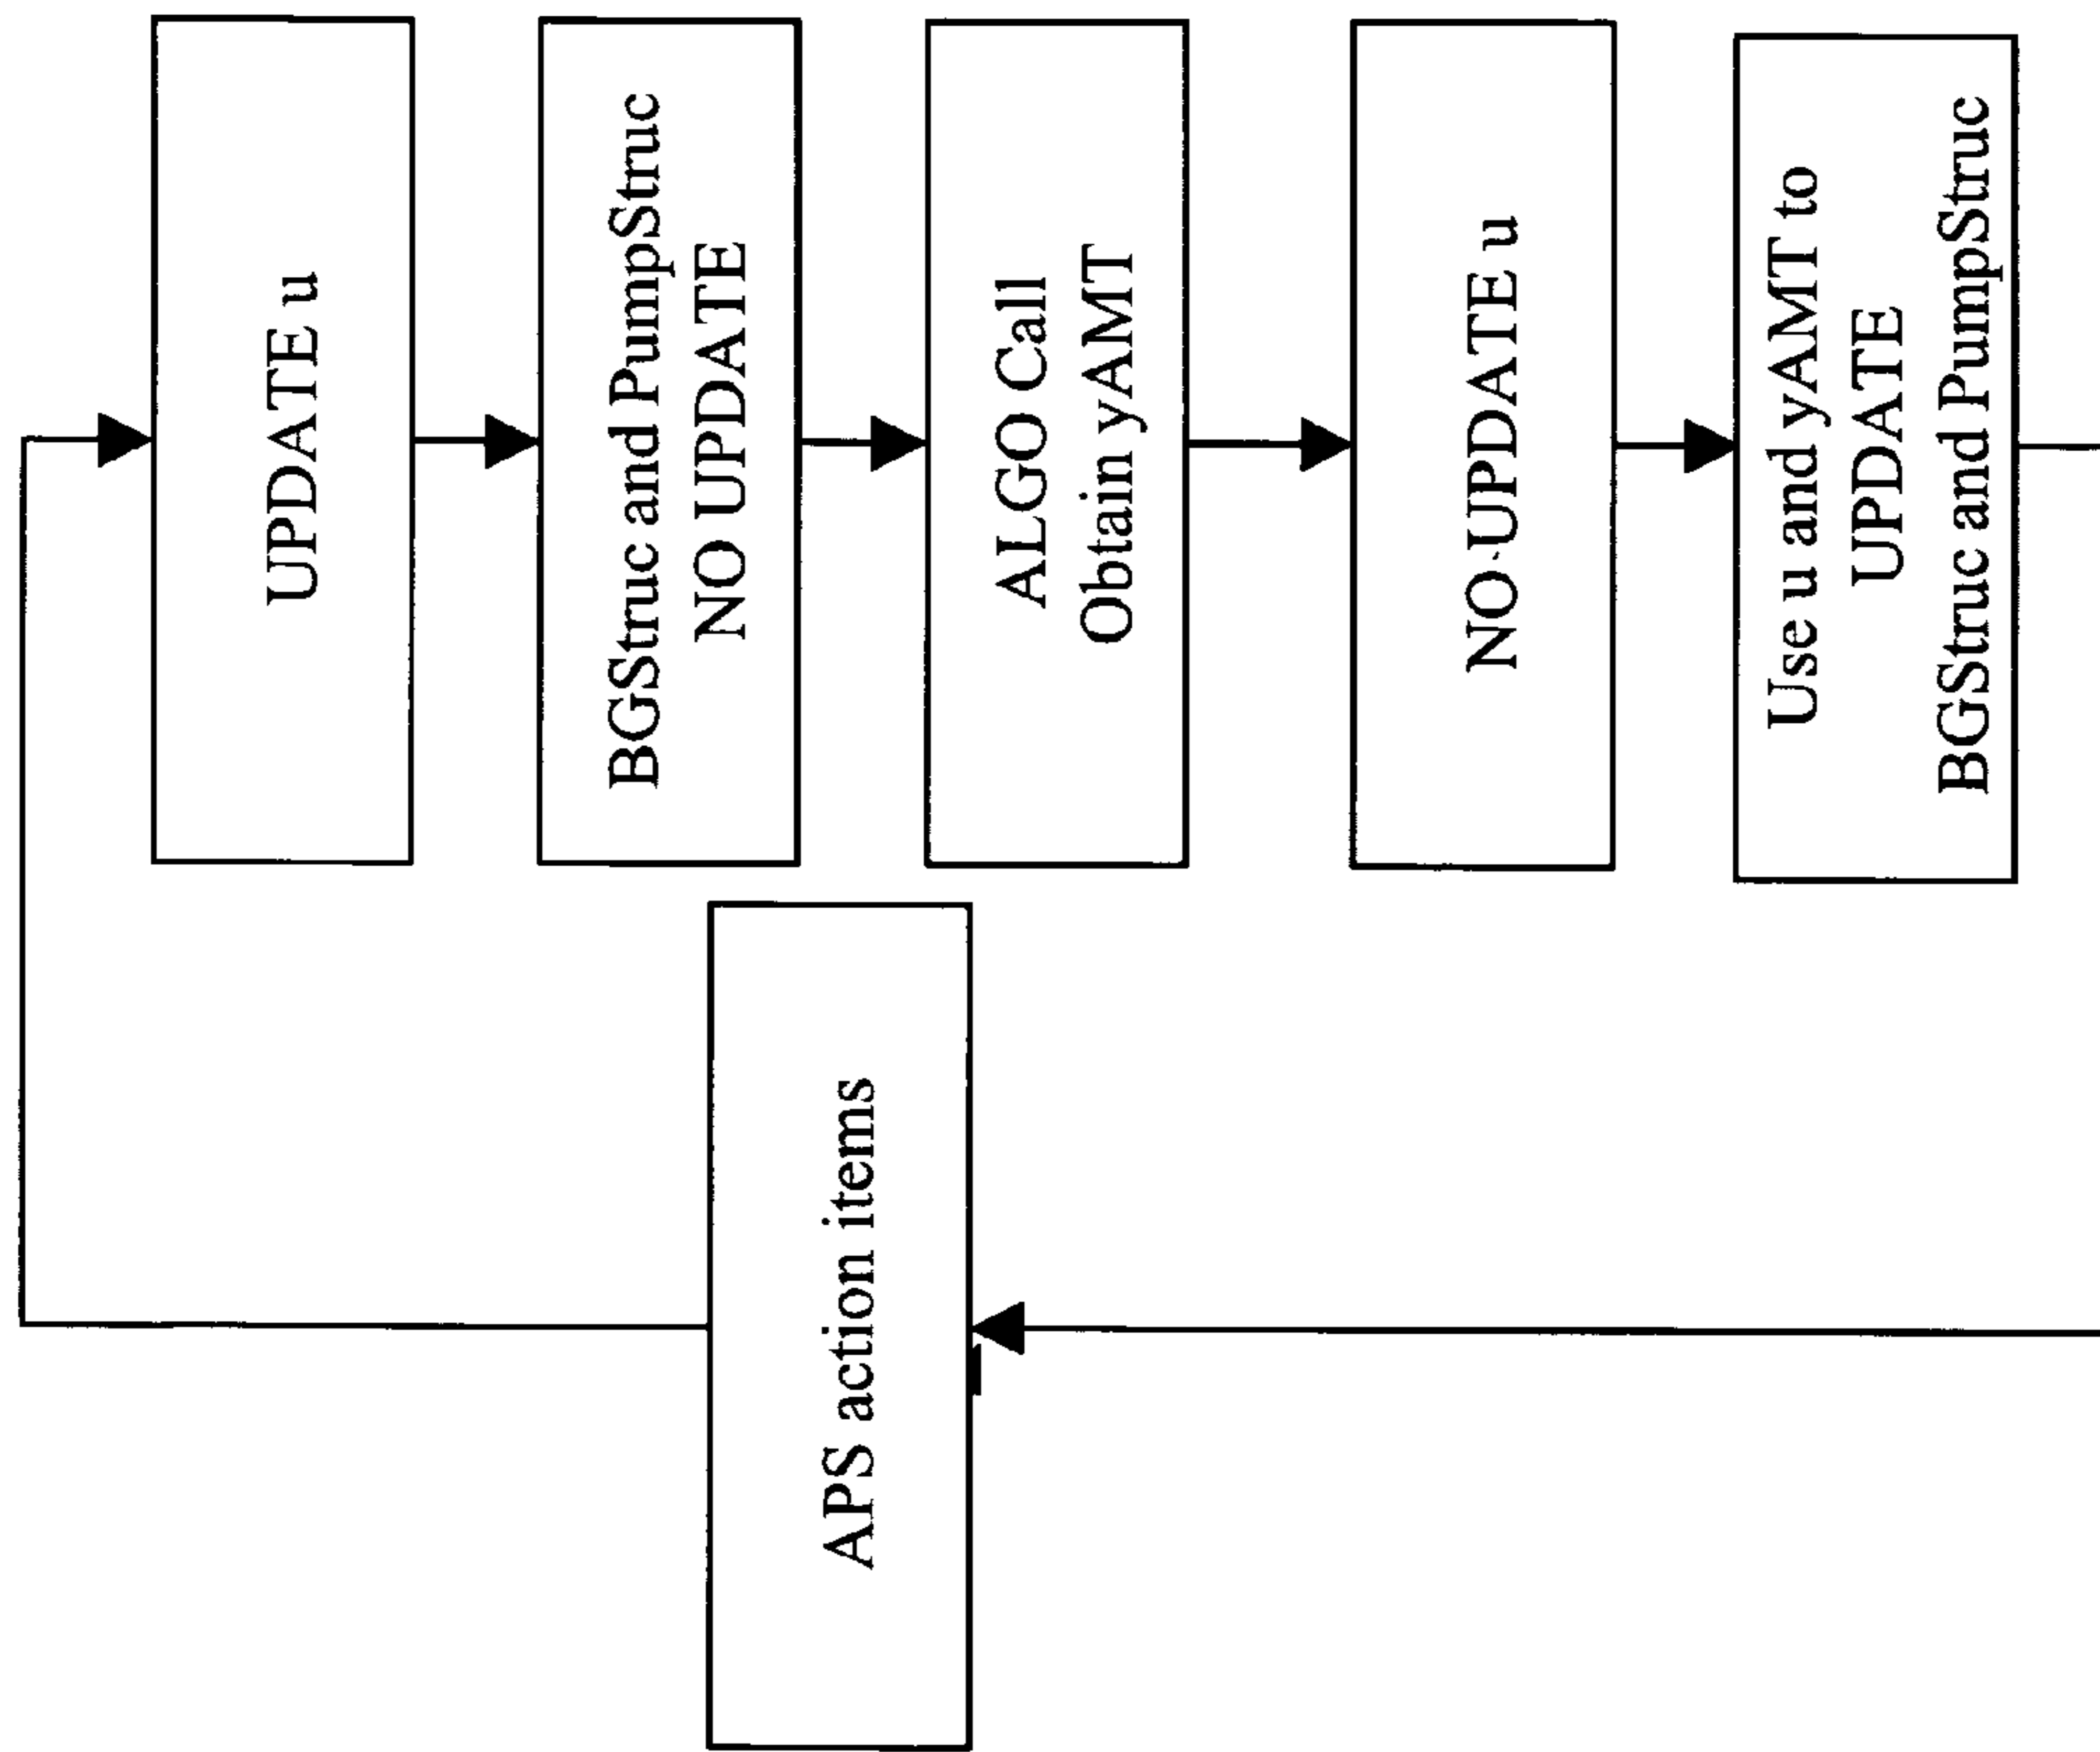 UPDATE u
BGStruc and PumpStruc
NO UPDATE
ALGO Call
Obtain yAMT
NO UPDATE u
Use u and yAMT to
UPDATE
BGStruc and PumpStruc
APS action items